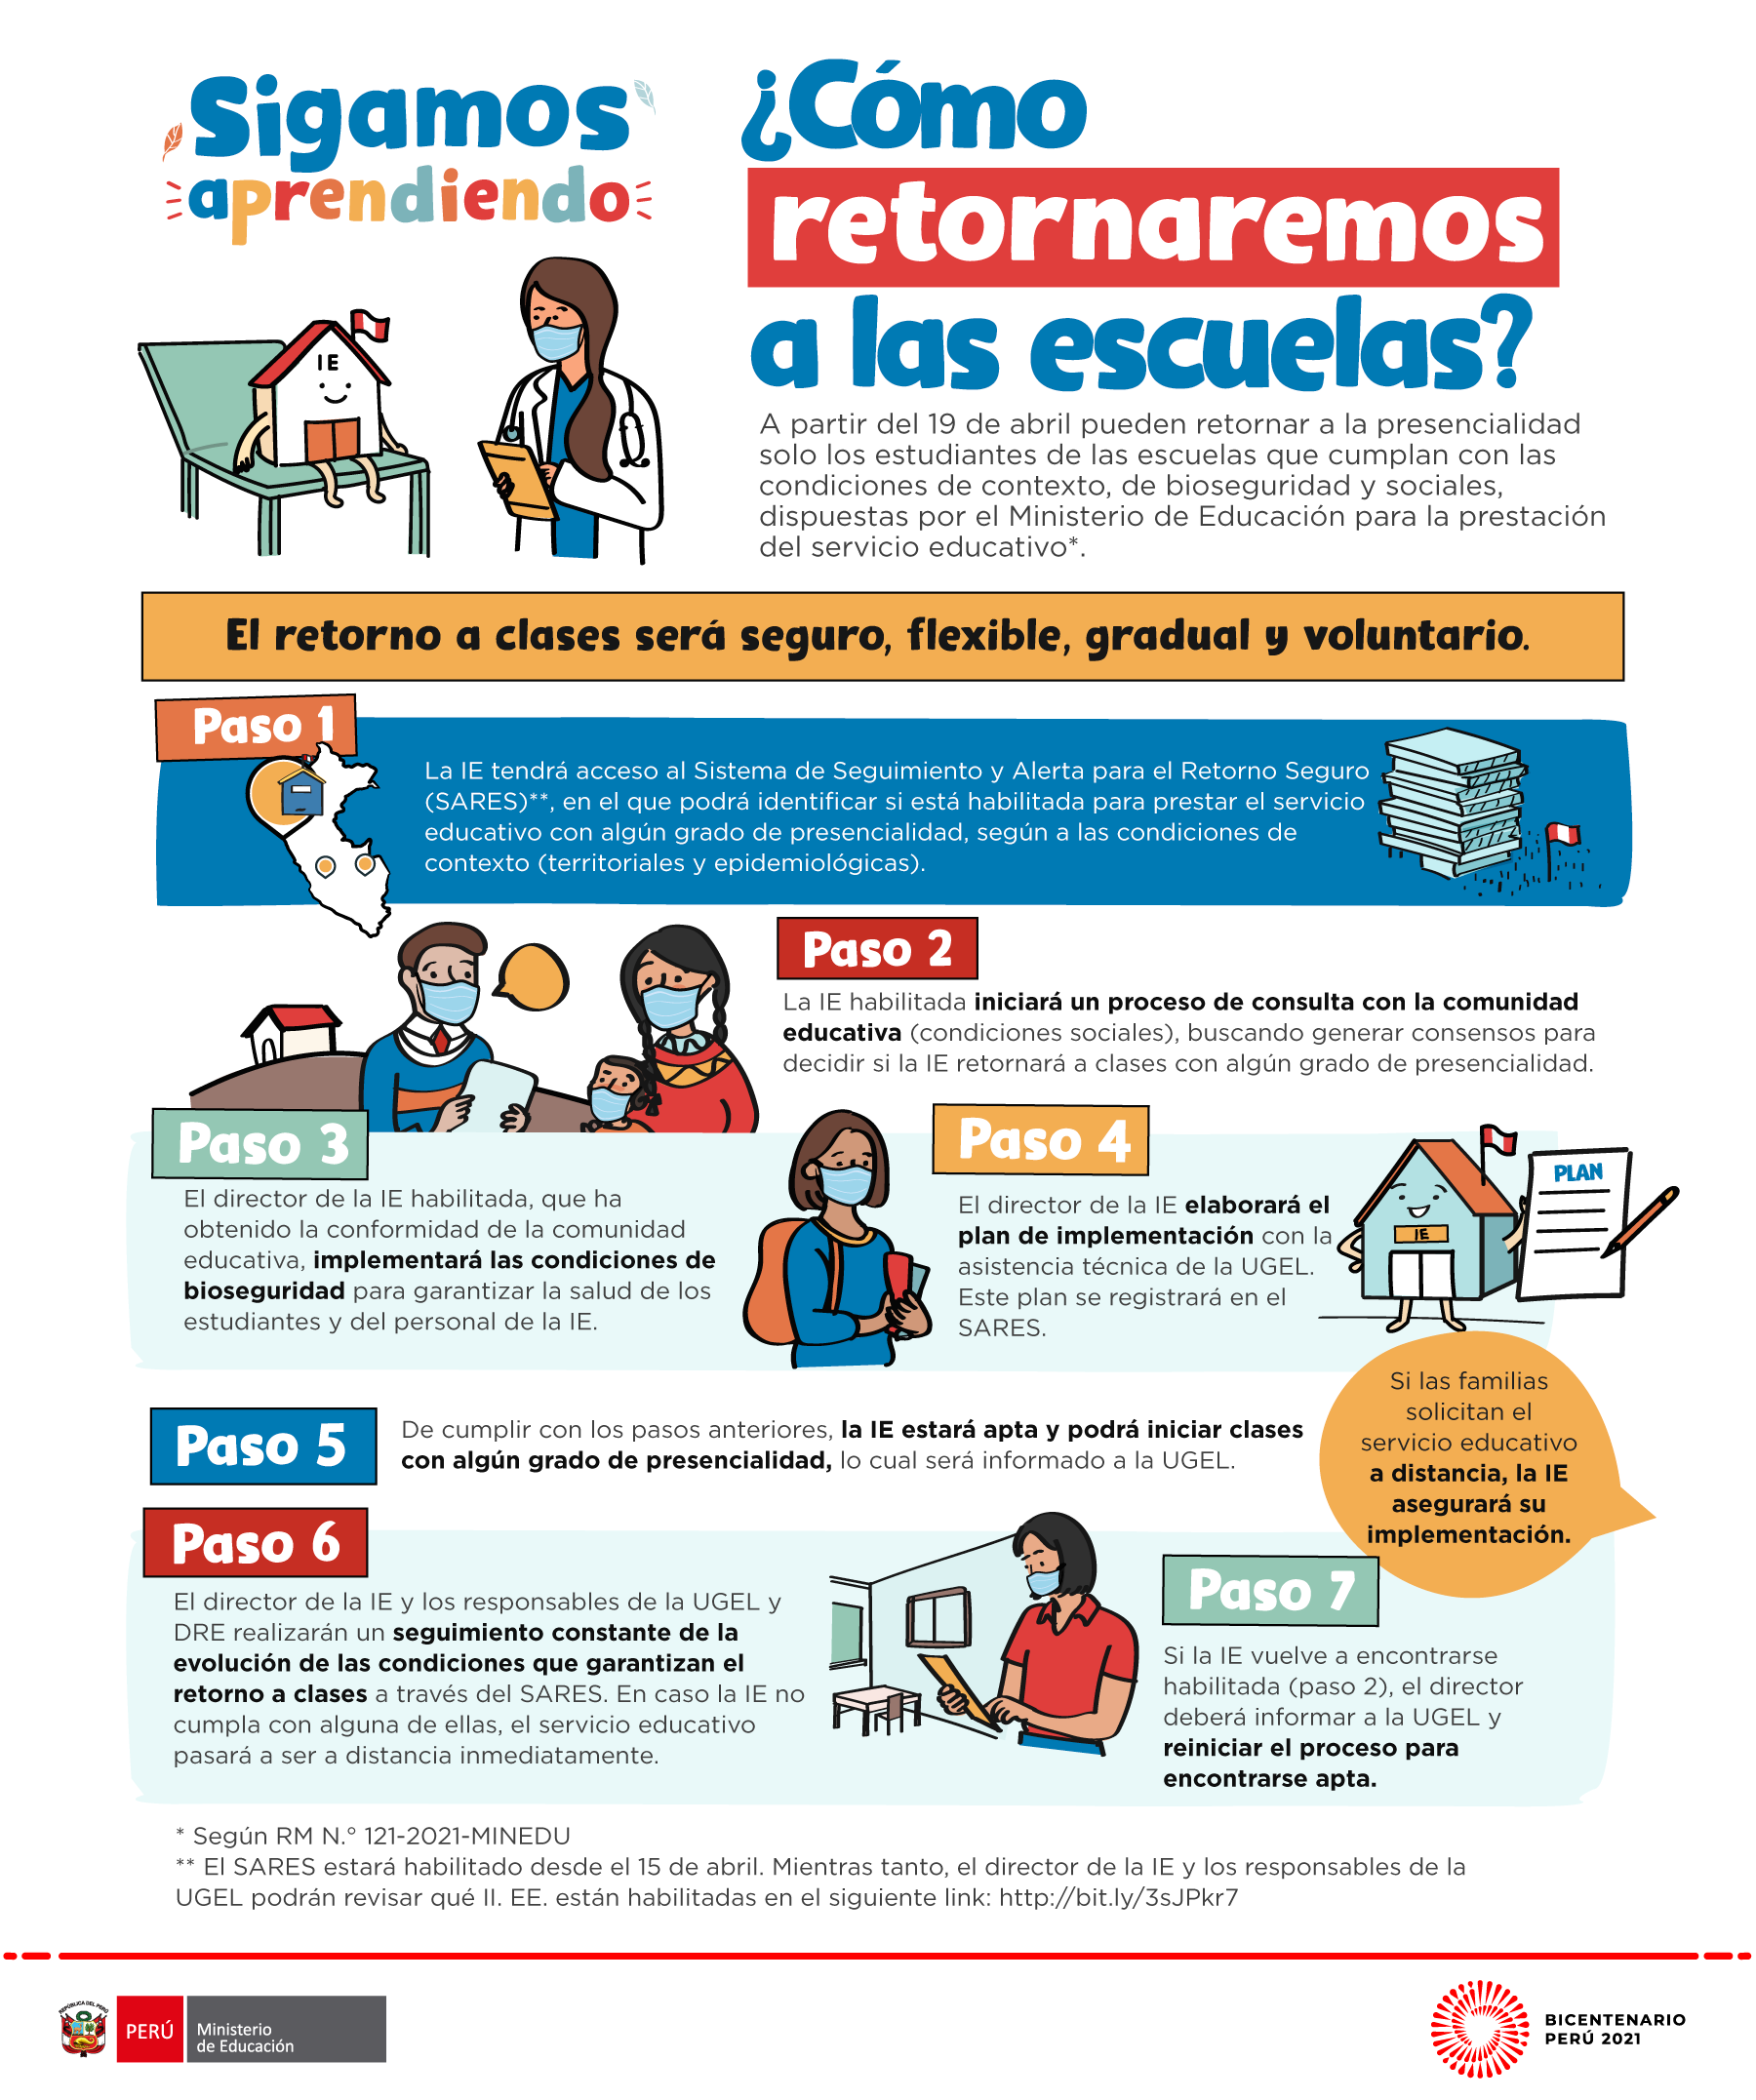 Sigamos
aprendiendo
¿Cómo
retornaremos
a las escuelas?
IE
A partir del 19 de abril pueden retornar a la presencialidad
solo los estudiantes de las escuelas que cumplan con las
condiciones de contexto, de bioseguridad y sociales,
dispuestas por el Ministerio de Educación para la prestación
del servicio educativo*.
El retorno a clases será seguro, flexible, gradual y voluntario.
Paso 1
La IE tendrá acceso al Sistema de Seguimiento y Alerta para el Retorno Seguro
(SARES)**, en el que podrá identificar si está habilitada para prestar el servicio
educativo con algún grado de presencialidad, según a las condiciones de
contexto (territoriales y epidemiológicas).
Paso 2
La IE habilitada iniciará un proceso de consulta con la comunidad
educativa (condiciones sociales), buscando generar consensos para
decidir si la IE retornará a clases con algún grado de presencialidad.
Paso 3
El director de la IE habilitada, que ha
obtenido la conformidad de la comunidad
educativa, implementará las condiciones de
bioseguridad para garantizar la salud de los
estudiantes y del personal de la IE.
Paso 4
El director de la IE elaborará el
plan de implementación con la
asistencia técnica de la UGEL.
Este plan se registrará en el
SARES.
IE
PLAN
Paso 5
De cumplir con los pasos anteriores, la IE estará apta y podrá iniciar clases
con algún grado de presencialidad, lo cual será informado a la UGEL.
Si las familias
solicitan el
servicio educativo
a distancia, la IE
asegurará su
implementación.
Paso 6
El director de la IE y los responsables de la UGEL y
DRE realizarán un seguimiento constante de la
evolución de las condiciones que garantizan el
retorno a clases a través del SARES. En caso la IE no
cumpla con alguna de ellas, el servicio educativo
pasará a ser a distancia inmediatamente.
Paso 7
Si la IE vuelve a encontrarse
habilitada (paso 2), el director
deberá informar a la UGEL y
reiniciar el proceso para
encontrarse apta.
* Según RM N.° 121-2021-MINEDU
** El SARES estará habilitado desde el 15 de abril. Mientras tanto, el director de la IE y los responsables de la
UGEL podrán revisar qué II. EE. están habilitadas en el siguiente link: http://bit.ly/3sJPkr7
REPÚBLICA DEL PERÚ
PERÚ
Ministerio
de Educación
BICENTENARIO
PERÚ 2021